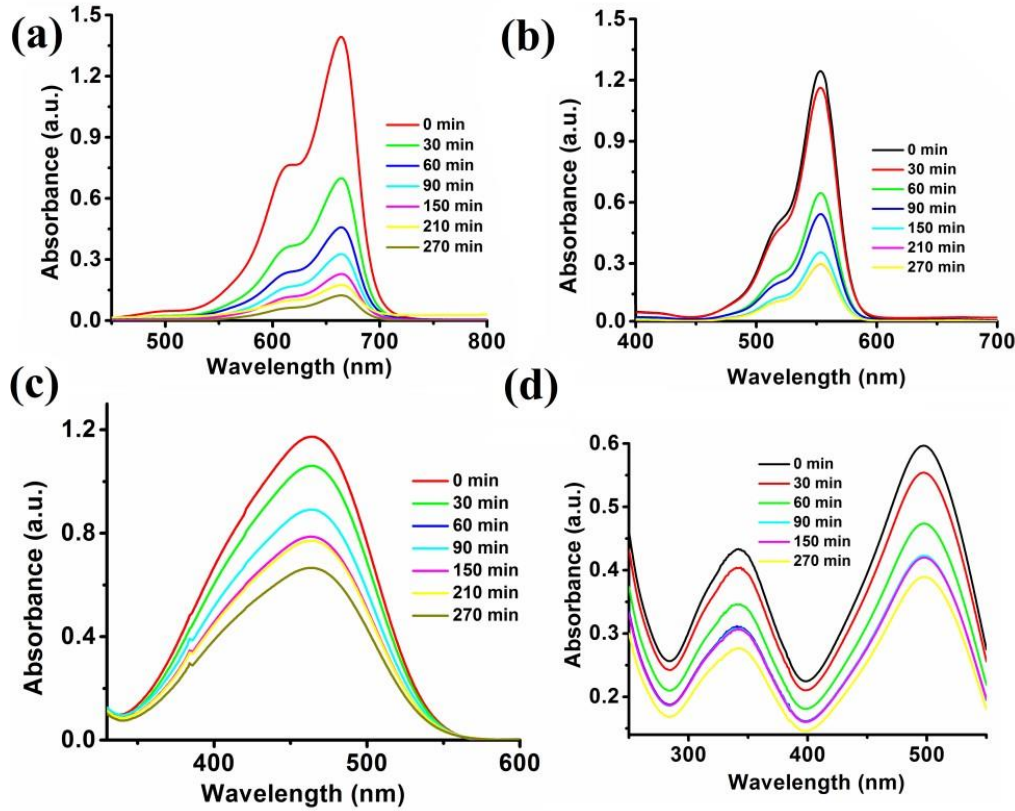 (a)
1.5
1.2
0.9
0.6
0.3
0.0
Absorbance (a.u.)
0 min
30 min
60 min
90 min
150 min
210 min
270 min
500 600 700 800
Wavelength (nm)
(b)
1.5
1.2
0.9
0.6
0.3
0.0
Absorbance (a.u.)
0 min
30 min
60 min
90 min
150 min
210 min
270 min
400 500 600 700
Wavelength (nm)
(c)
1.2
0.8
0.4
0.0
Absorbance (a.u.)
0 min
30 min
60 min
90 min
150 min
210 min
270 min
400 500 600
Wavelength (nm)
(d)
0.6
0.5
0.4
0.3
0.2
Absorbance (a.u.)
0 min
30 min
60 min
90 min
150 min
270 min
300 400 500
Wavelength (nm)